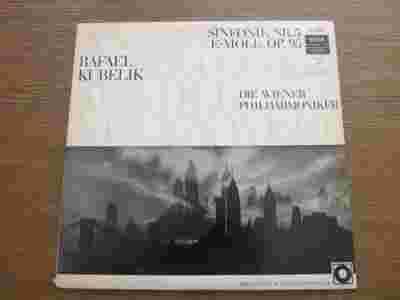 SINFONIE NR. 5
E-MOLL OP. 95
RAFAEL
KUBELIK
DIE WIENER
PHILHARMONIKER